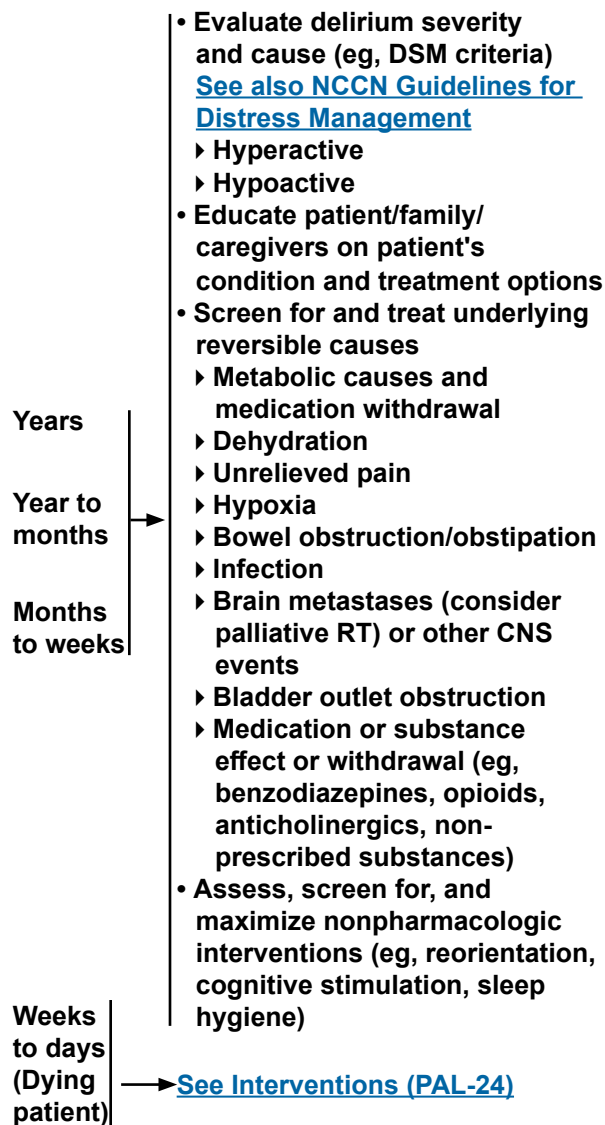 Years
Year to
months
Months
to weeks
• Evaluate delirium severity
and cause (eg, DSM criteria)
See also NCCN Guidelines for
Distress Management
▸ Hyperactive
▸ Hypoactive
• Educate patient/family/
caregivers on patient's
condition and treatment options
• Screen for and treat underlying
reversible causes
▸ Metabolic causes and
medication withdrawal
▸ Dehydration
▸ Unrelieved pain
▸ Hypoxia
▸ Bowel obstruction/obstipation
▸ Infection
▸ Brain metastases (consider
palliative RT) or other CNS
events
▸ Bladder outlet obstruction
▸ Medication or substance
effect or withdrawal (eg,
benzodiazepines, opioids,
anticholinergics, non-
prescribed substances)
• Assess, screen for, and
maximize nonpharmacologic
interventions (eg, reorientation,
cognitive stimulation, sleep
hygiene)
Weeks
to days
(Dying
patient)
See Interventions (PAL-24)